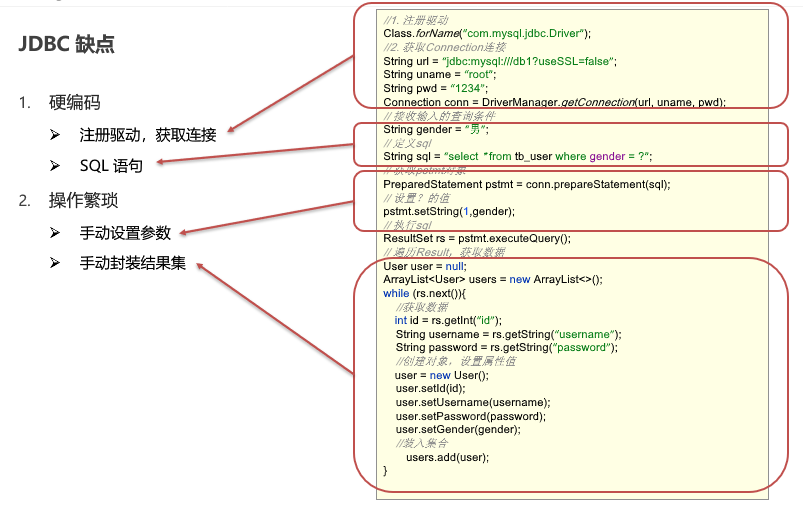 JDBC 缺点
1. 硬编码
➢ 注册驱动，获取连接
➢ SQL 语句
2. 操作繁琐
➢ 手动设置参数
➢ 手动封装结果集
//1. 注册驱动
Class.forName("com.mysql.jdbc.Driver");
//2. 获取Connection连接
String url = "jdbc:mysql:///db1?useSSL=false";
String uname = "root";
String pwd = "1234";
Connection conn = DriverManager.getConnection(url, uname, pwd);
// 接收输入的查询条件
String gender = "男";
// 定义sql
String sql = "select * from tb_user where gender = ?";
// 获取pstmt对象
PreparedStatement pstmt = conn.prepareStatement(sql);
// 设置？的值
pstmt.setString(1,gender);
// 执行sql
ResultSet rs = pstmt.executeQuery();
// 遍历Result，获取数据
User user = null;
ArrayList<User> users = new ArrayList<>();
while (rs.next()){
//获取数据
int id = rs.getInt("id");
String username = rs.getString("username");
String password = rs.getString("password");
//创建对象，设置属性值
user = new User();
user.setId(id);
user.setUsername(username);
user.setPassword(password);
user.setGender(gender);
//装入集合
users.add(user);
}